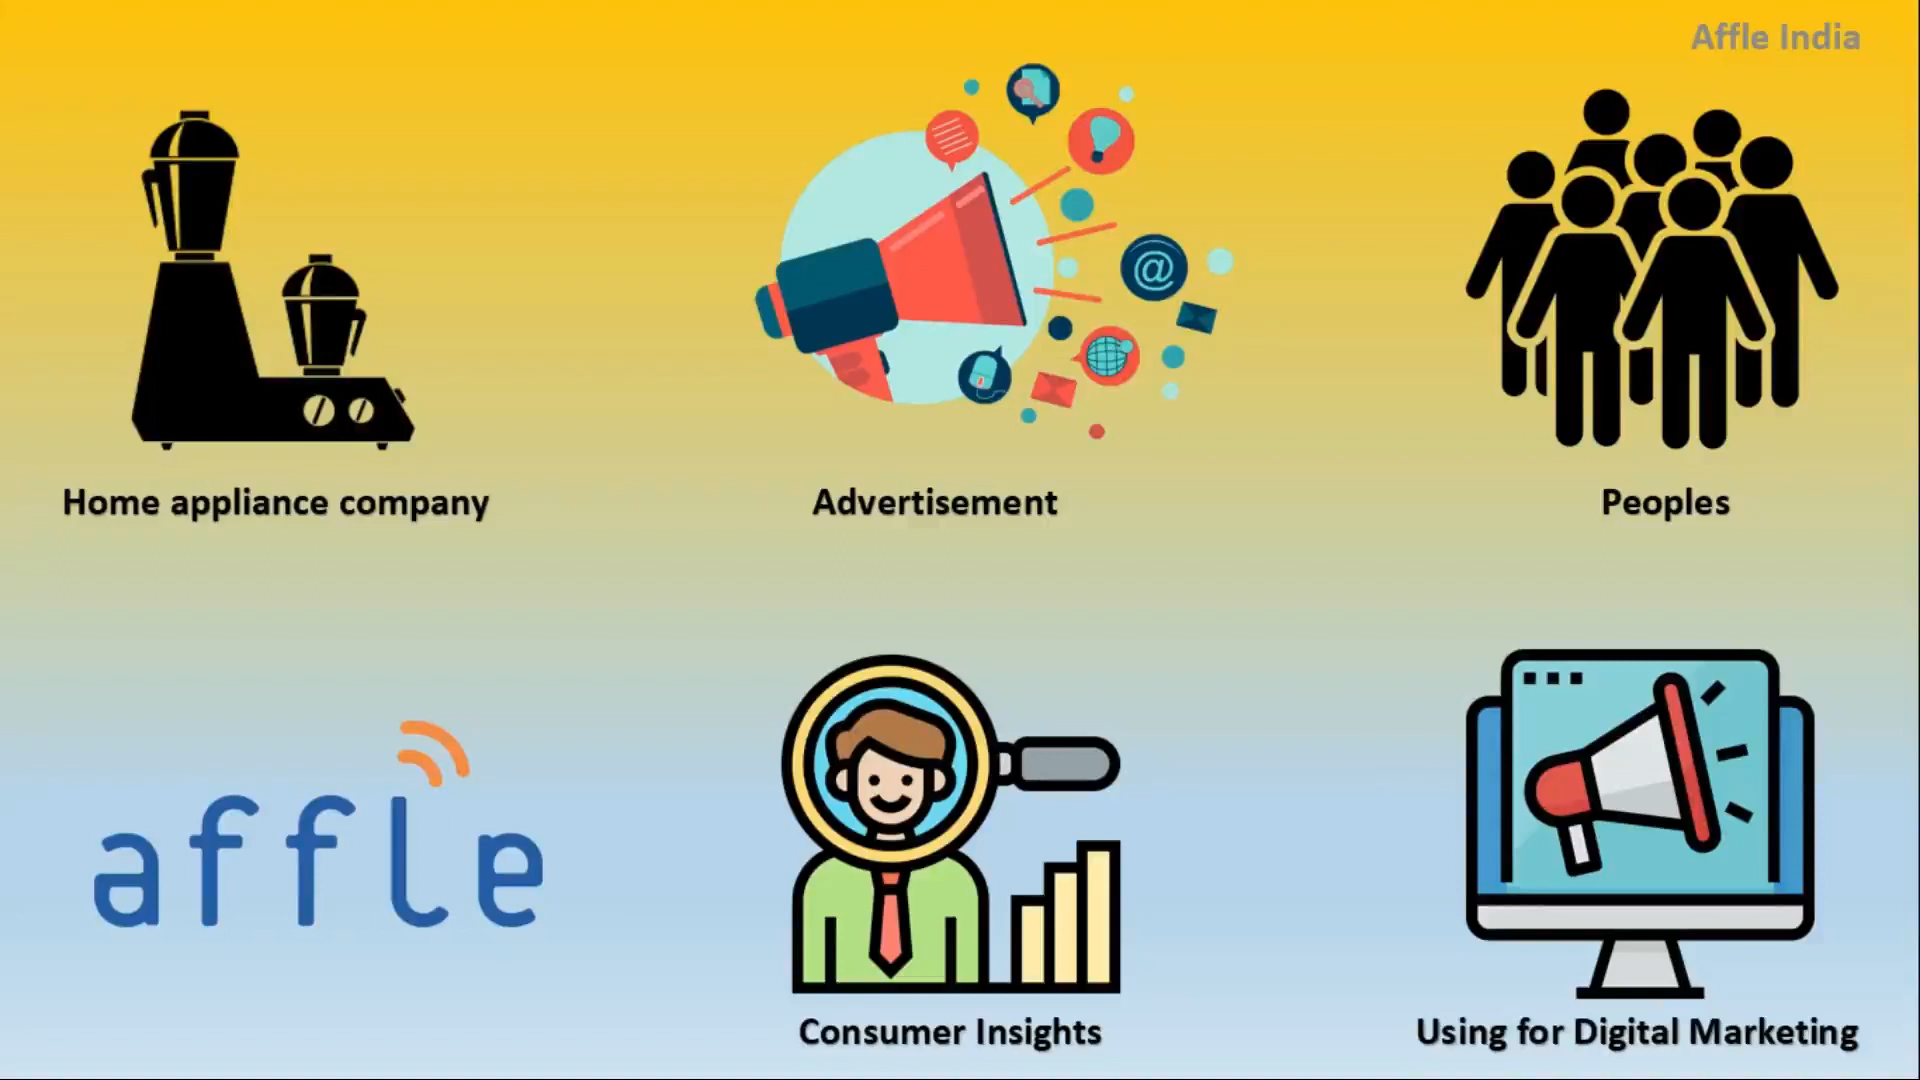 Affle India
Home appliance company
Advertisement
Peoples
@
affle
Consumer Insights
Using for Digital Marketing